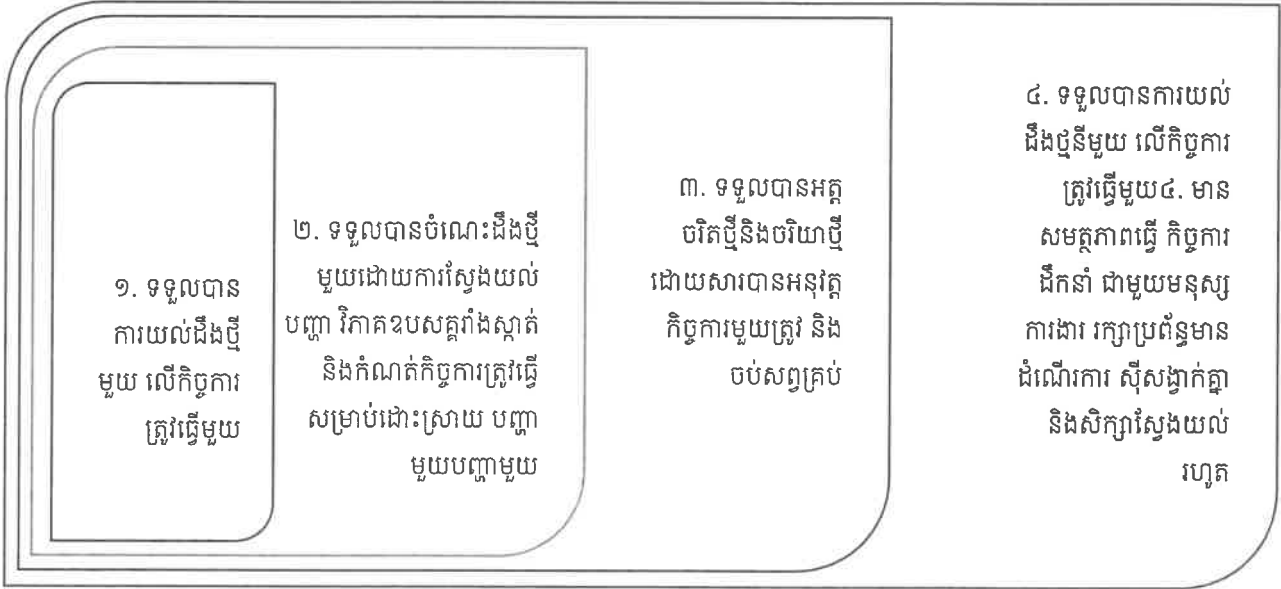 ១. ទទួលបាន
ការយល់ដឹងថ្មី
មួយ លើកិច្ចការ
ត្រូវធ្វើមួយ
២. ទទួលបានចំណេះដឹងថ្មី
មួយដោយការស្វែងយល់
បញ្ហា វិភាគឧបសគ្គរាំងស្កាត់
និងកំណត់កិច្ចការត្រូវធ្វើ
សម្រាប់ដោះស្រាយ បញ្ហា
មួយបញ្ហាមួយ
៣. ទទួលបានអត្ត
ចរិតថ្មីនិងចរិយាថ្មី
ដោយសារបានអនុវត្ត
កិច្ចការមួយត្រូវ និង
ចប់សព្វគ្រប់
៤. ទទួលបានការយល់
ដឹងថ្មនីមួយ លើកិច្ចការ
ត្រូវធ្វើមួយ៤. មាន
សមត្ថភាពធ្វើ កិច្ចការ
ដឹកនាំ ជាមួយមនុស្ស
ការងារ រក្សាប្រព័ន្ធមាន
ដំណើរការ ស៊ីសង្វាក់គ្នា
និងសិក្សាស្វែងយល់
រហូត